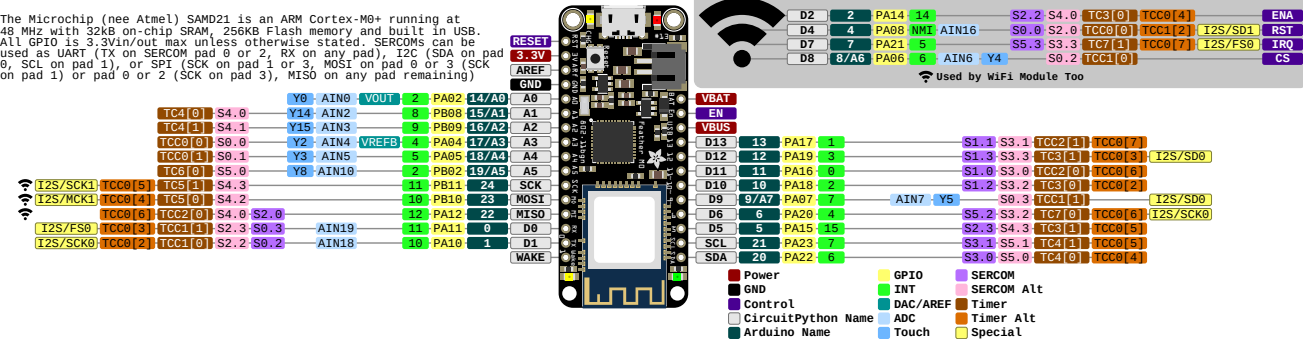 The Microchip (nee Atmel) SAMD21 is an ARM Cortex-M0+ running at
48 MHz with 32kB on-chip SRAM, 256KB Flash memory and built in USB.
All GPIO is 3.3Vin/out max unless otherwise stated. SERCOMs can be
used as UART (TX on SERCOM pad 0 or 2, RX on any pad), I2C (SDA on pad
0, SCL on pad 1), or SPI (SCK on pad 1 or 3, MOSI on pad 0 or 3 (SCK
on pad 1) or pad 0 or 2 (SCK on pad 3), MISO on any pad remaining)
D2 2 PA14 14 S2.2 S4.0 TC3[0] TCC0[4] ENA
D4 4 PA08 NMI AIN16 S0.0 S2.0 TCC0[0] TCC1[2] I2S/SD1 RST
D7 7 PA21 7 S5.3 S3.3 TC7[1] TCC0[7] I2S/FS0 IRQ
D8 8/A6 PA06 6 AIN6 Y4 S0.2 TCC1[0] CS
Used by WiFi Module Too
RESET
3.3V
AREF
GND
Y0 AIN0 VOUT 2 PA02 14/A0 A0
TC4[0] S4.0 Y14 AIN2 8 PB08 15/A1 A1
TC4[1] S4.1 Y15 AIN3 9 PB09 16/A2 A2
TCC0[0] S0.0 Y2 AIN4 VREFB 4 PA04 17/A3 A3
TCC0[1] S0.1 Y3 AIN5 5 PA05 18/A4 A4
TC6[0] S5.0 Y8 AIN10 2 PB02 19/A5 A5
I2S/SCK1 TCC0[5] TC5[1] S4.3 11 PB11 24 SCK
I2S/MCK1 TCC0[4] TC5[0] S4.2 10 PB10 23 MOSI
TCC0[6] TCC2[0] S4.0 S2.0 12 PA12 22 MISO
I2S/FS0 TCC0[3] TCC1[1] S2.3 S0.3 AIN19 11 PA11 0 D0
I2S/SCK0 TCC0[2] TCC1[0] S2.2 S0.2 AIN18 10 PA10 1 D1
WAKE
VBAT
EN
VBUS
D13 13 PA17 1 S1.1 S3.1 TCC2[1] TCC0[7]
D12 12 PA19 3 S1.3 S3.3 TC3[1] TCC0[3] I2S/SD0
D11 11 PA16 0 S1.0 S3.0 TCC2[0] TCC0[6]
D10 10 PA18 2 S1.2 S3.2 TC3[0] TCC0[2]
D9 9/A7 PA07 7 AIN7 Y5 S0.3 TCC1[1] I2S/SD0
D6 6 PA20 4 S5.2 S3.2 TC7[0] TCC0[6] I2S/SCK0
D5 5 PA15 15 S2.3 S4.3 TC3[1] TCC0[5]
SCL 21 PA23 7 S3.1 S5.1 TC4[1] TCC0[5]
SDA 20 PA22 6 S3.0 S5.0 TC4[0] TCC0[4]
Feather M0
Power
GND
Control
CircuitPython Name
Arduino Name
GPIO
INT
DAC/AREF
ADC
Touch
SERCOM
SERCOM Alt
Timer
Timer Alt
Special